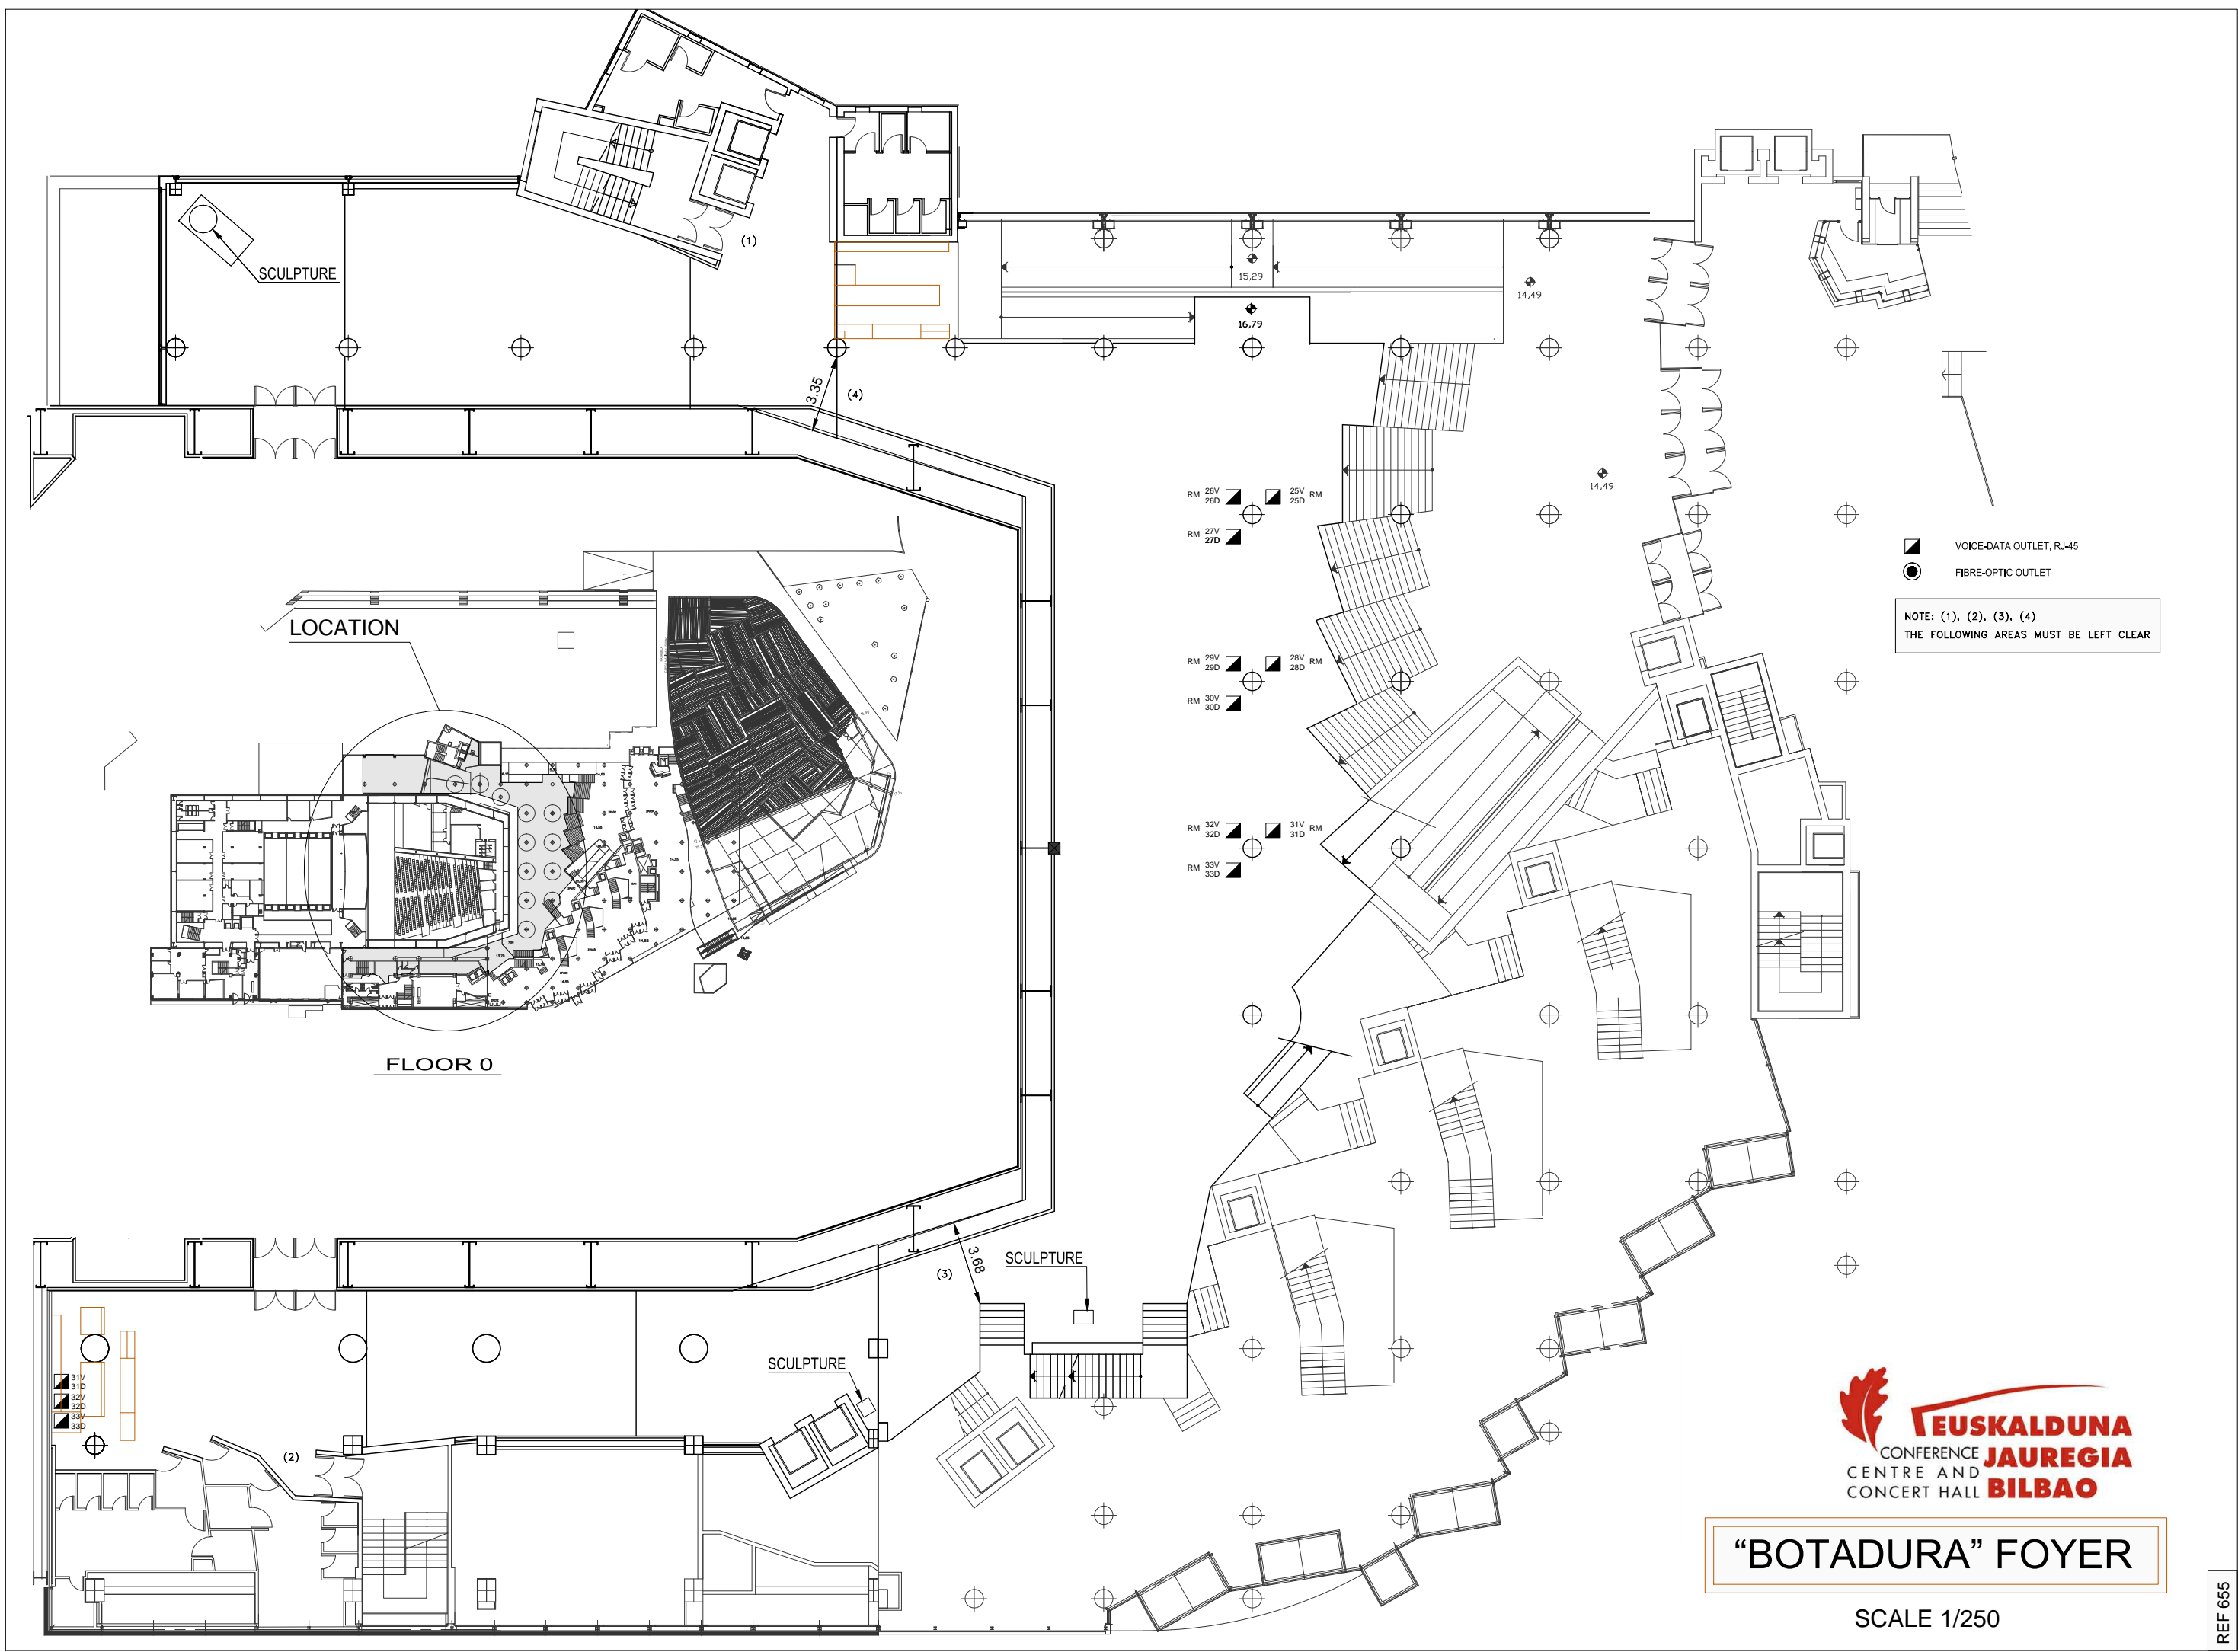 (1)
SCULPTURE
15,29
14,49
16,79
3.35
(4)
14,49
RM 26V 26D
25V 25D RM
RM 27V 27D
VOICE-DATA OUTLET, RJ-45
FIBRE-OPTIC OUTLET
NOTE: (1), (2), (3), (4)
THE FOLLOWING AREAS MUST BE LEFT CLEAR
LOCATION
RM 29V 29D
28V 28D RM
RM 30V 30D
RM 32V 32D
31V 31D RM
RM 33V 33D
FLOOR 0
3.68
(3)
SCULPTURE
SCULPTURE
31V
31D
32V
32D
33V
33D
(2)
EUSKALDUNA
CONFERENCE JAUREGIA
CENTRE AND
CONCERT HALL BILBAO
“BOTADURA” FOYER
SCALE 1/250
REF 655